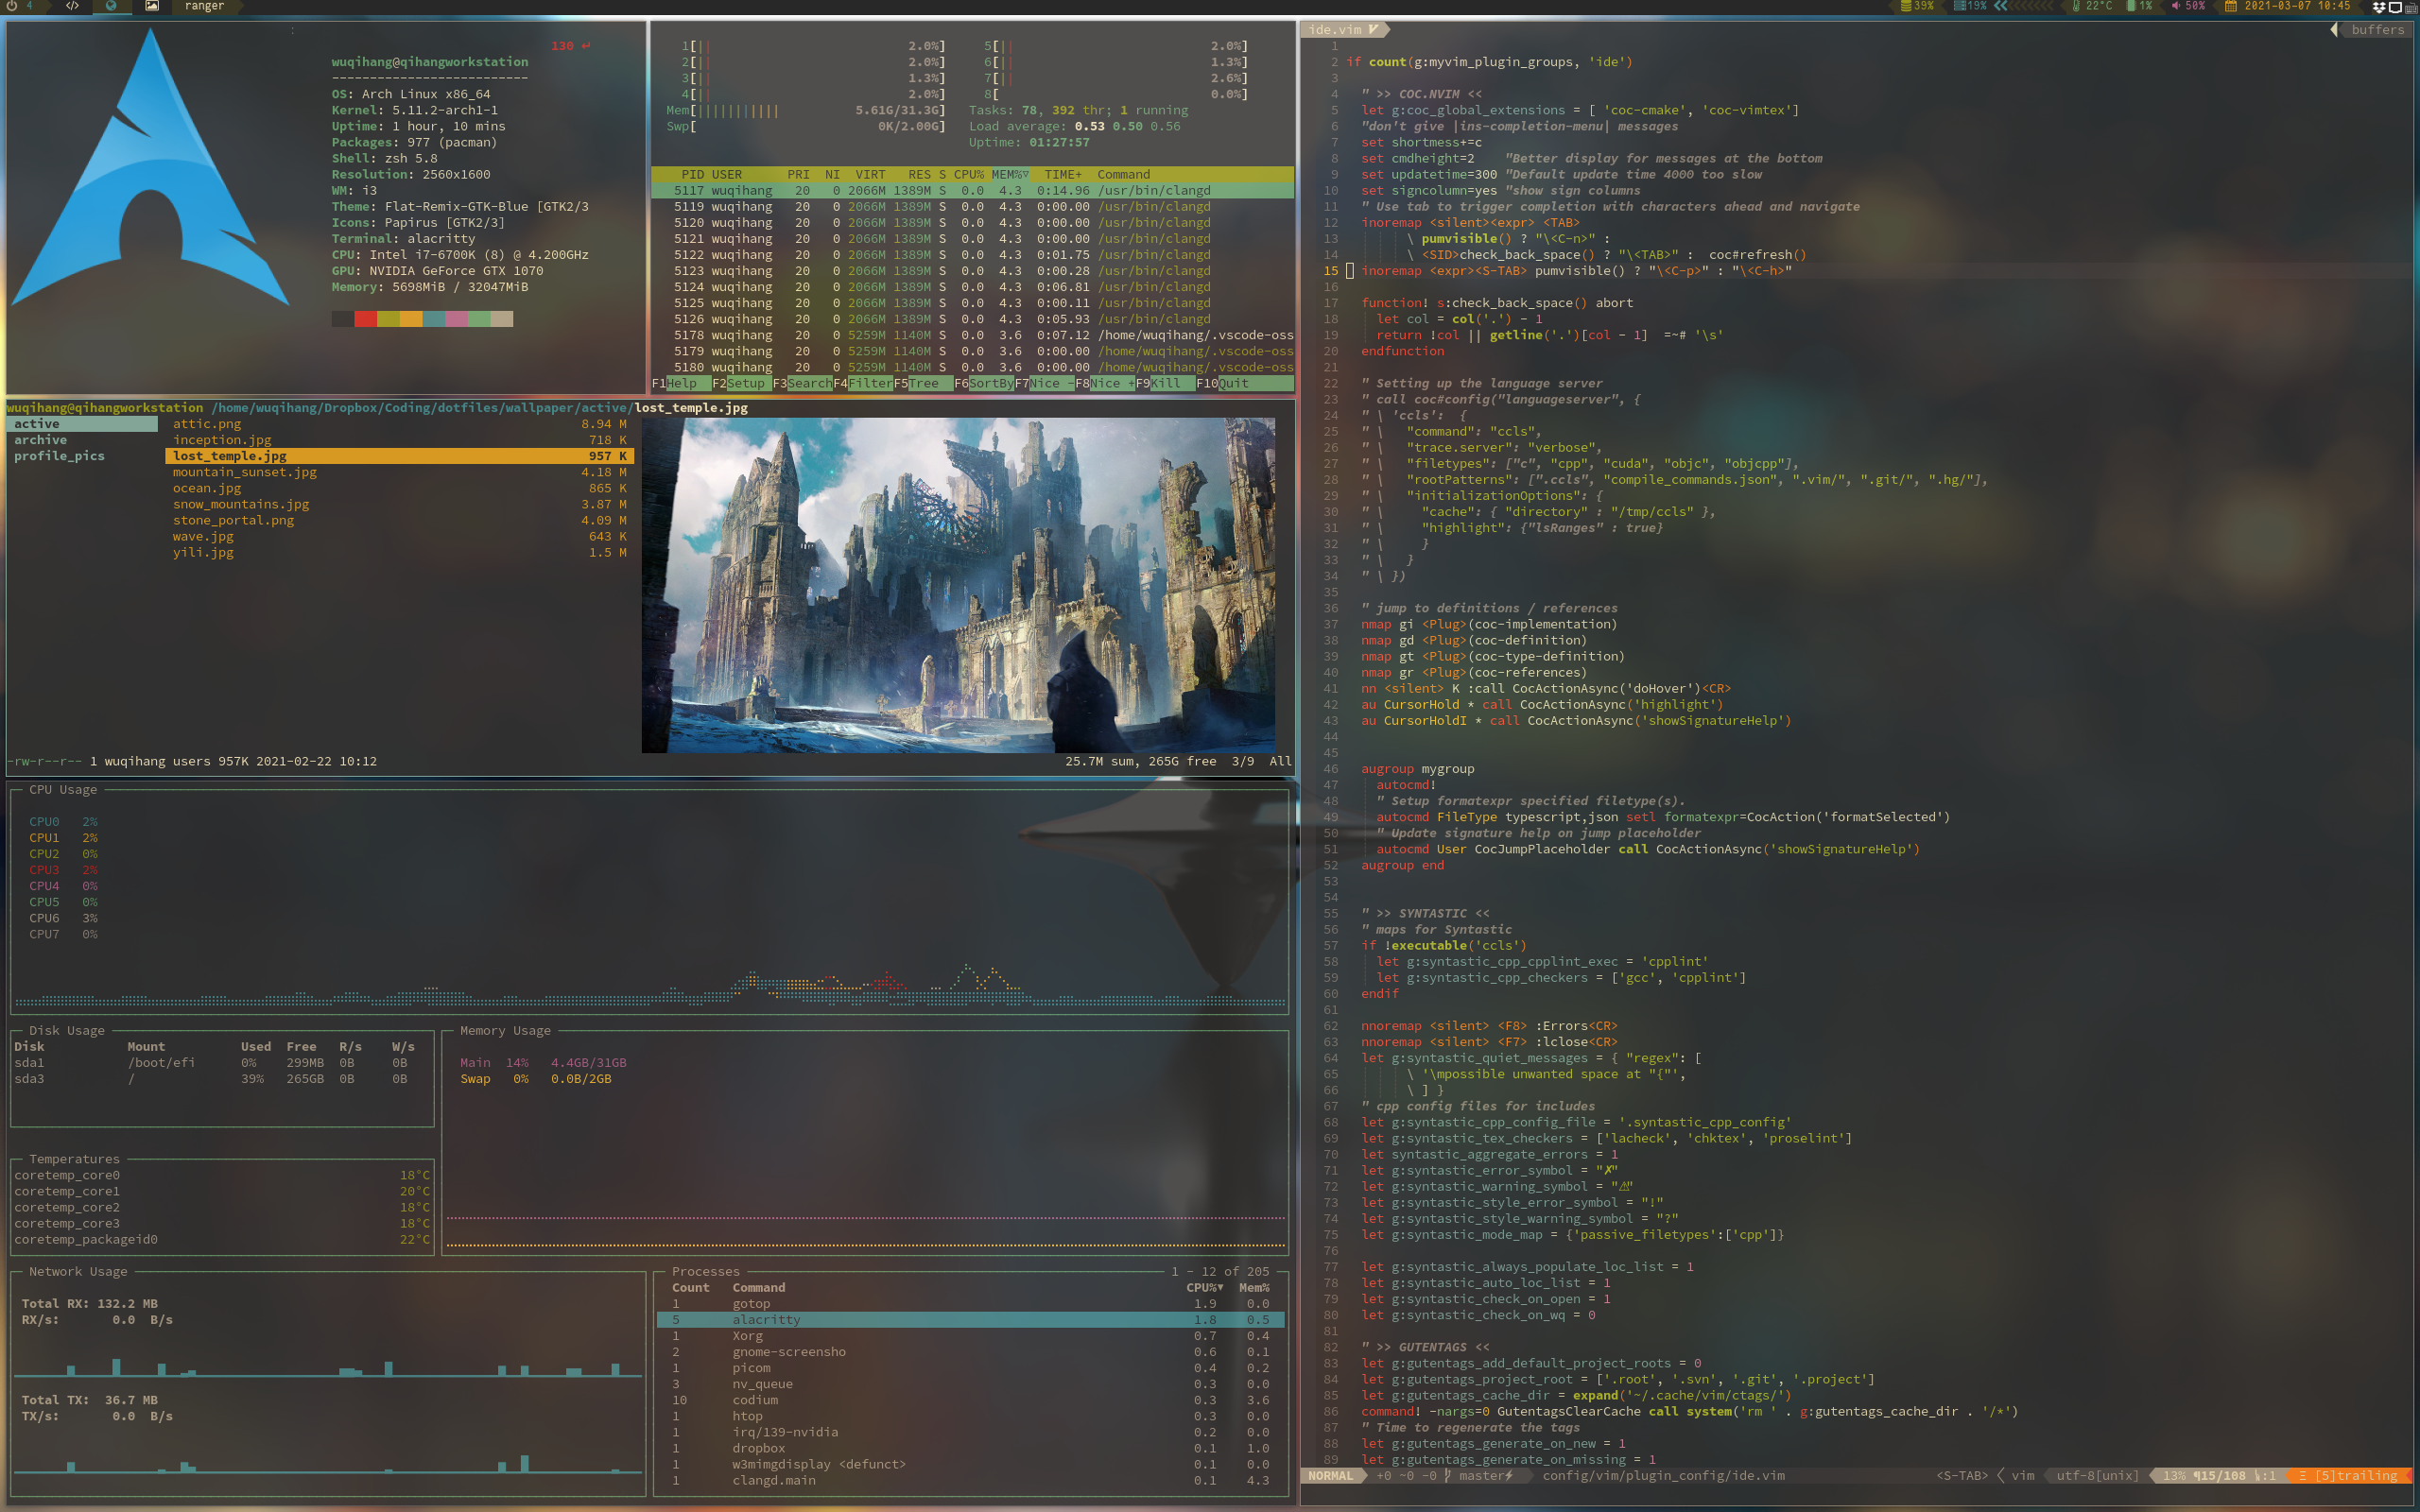 4 ranger 39% 19% 22°C 1% 50% 2021-03-07 10:45
130 ↵
wuqihang@qihangworkstation
--------------------------
OS: Arch Linux x86_64
Kernel: 5.11.2-arch1-1
Uptime: 1 hour, 10 mins
Packages: 977 (pacman)
Shell: zsh 5.8
Resolution: 2560x1600
WM: i3
Theme: Flat-Remix-GTK-Blue [GTK2/3
Icons: Papirus [GTK2/3]
Terminal: alacritty
CPU: Intel i7-6700K (8) @ 4.200GHz
GPU: NVIDIA GeForce GTX 1070
Memory: 5698MiB / 32047MiB
1[|| 2.0%] 5[|| 2.0%]
2[|| 2.0%] 6[|| 1.3%]
3[|| 1.3%] 7[|| 2.6%]
4[|| 2.0%] 8[ 0.0%]
Mem[||||||||||| 5.61G/31.3G] Tasks: 78, 392 thr; 1 running
Swp[ 0K/2.00G] Load average: 0.53 0.50 0.56
Uptime: 01:27:57
PID USER PRI NI VIRT RES S CPU% MEM%▽ TIME+ Command
5117 wuqihang 20 0 2066M 1389M S 0.0 4.3 0:14.96 /usr/bin/clangd
5119 wuqihang 20 0 2066M 1389M S 0.0 4.3 0:00.00 /usr/bin/clangd
5120 wuqihang 20 0 2066M 1389M S 0.0 4.3 0:00.00 /usr/bin/clangd
5121 wuqihang 20 0 2066M 1389M S 0.0 4.3 0:00.00 /usr/bin/clangd
5122 wuqihang 20 0 2066M 1389M S 0.0 4.3 0:01.75 /usr/bin/clangd
5123 wuqihang 20 0 2066M 1389M S 0.0 4.3 0:00.28 /usr/bin/clangd
5124 wuqihang 20 0 2066M 1389M S 0.0 4.3 0:06.81 /usr/bin/clangd
5125 wuqihang 20 0 2066M 1389M S 0.0 4.3 0:00.11 /usr/bin/clangd
5126 wuqihang 20 0 2066M 1389M S 0.0 4.3 0:05.93 /usr/bin/clangd
5178 wuqihang 20 0 5259M 1140M S 0.0 3.6 0:07.12 /home/wuqihang/.vscode-oss
5179 wuqihang 20 0 5259M 1140M S 0.0 3.6 0:00.00 /home/wuqihang/.vscode-oss
5180 wuqihang 20 0 5259M 1140M S 0.0 3.6 0:00.00 /home/wuqihang/.vscode-oss
F1Help F2Setup F3SearchF4FilterF5Tree F6SortByF7Nice -F8Nice +F9Kill F10Quit
wuqihang@qihangworkstation /home/wuqihang/Dropbox/Coding/dotfiles/wallpaper/active/lost_temple.jpg
active attic.png 8.94 M
archive inception.jpg 718 K
profile_pics lost_temple.jpg 957 K
mountain_sunset.jpg 4.18 M
ocean.jpg 865 K
snow_mountains.jpg 3.87 M
stone_portal.png 4.09 M
wave.jpg 643 K
yili.jpg 1.5 M
-rw-r--r-- 1 wuqihang users 957K 2021-02-22 10:12 25.7M sum, 265G free 3/9 All
CPU Usage
CPU0 2%
CPU1 2%
CPU2 0%
CPU3 2%
CPU4 0%
CPU5 0%
CPU6 3%
CPU7 0%
Disk Usage
Disk Mount Used Free R/s W/s
sda1 /boot/efi 0% 299MB 0B 0B
sda3 / 39% 265GB 0B 0B
Memory Usage
Main 14% 4.4GB/31GB
Swap 0% 0.0B/2GB
Temperatures
coretemp_core0 18°C
coretemp_core1 20°C
coretemp_core2 18°C
coretemp_core3 18°C
coretemp_packageid0 22°C
Network Usage
Total RX: 132.2 MB
RX/s: 0.0 B/s
Total TX: 36.7 MB
TX/s: 0.0 B/s
Processes 1 - 12 of 205
Count Command CPU%▼ Mem%
1 gotop 1.9 0.0
5 alacritty 1.8 0.5
1 Xorg 0.7 0.4
2 gnome-screensho 0.6 0.1
1 picom 0.4 0.2
3 nv_queue 0.3 0.0
10 codium 0.3 3.6
1 htop 0.3 0.0
1 irq/139-nvidia 0.2 0.0
1 dropbox 0.1 1.0
1 w3mimgdisplay <defunct> 0.1 0.0
1 clangd.main 0.1 4.3
ide.vim buffers
1
2 if count(g:myvim_plugin_groups, 'ide')
3
4 " >> COC.NVIM <<
5 let g:coc_global_extensions = [ 'coc-cmake', 'coc-vimtex']
6 "don't give |ins-completion-menu| messages
7 set shortmess+=c
8 set cmdheight=2 "Better display for messages at the bottom
9 set updatetime=300 "Default update time 4000 too slow
10 set signcolumn=yes "show sign columns
11 " Use tab to trigger completion with characters ahead and navigate
12 inoremap <silent><expr> <TAB>
13 \ pumvisible() ? "\<C-n>" :
14 \ <SID>check_back_space() ? "\<TAB>" : coc#refresh()
15 inoremap <expr><S-TAB> pumvisible() ? "\<C-p>" : "\<C-h>"
16
17 function! s:check_back_space() abort
18 let col = col('.') - 1
19 return !col || getline('.')[col - 1] =~# '\s'
20 endfunction
21
22 " Setting up the language server
23 " call coc#config("languageserver", {
24 " \ 'ccls': {
25 " \ "command": "ccls",
26 " \ "trace.server": "verbose",
27 " \ "filetypes": ["c", "cpp", "cuda", "objc", "objcpp"],
28 " \ "rootPatterns": [".ccls", "compile_commands.json", ".vim/", ".git/", ".hg/"],
29 " \ "initializationOptions": {
30 " \ "cache": { "directory" : "/tmp/ccls" },
31 " \ "highlight": {"lsRanges" : true}
32 " \ }
33 " \ }
34 " \ })
35
36 " jump to definitions / references
37 nmap gi <Plug>(coc-implementation)
38 nmap gd <Plug>(coc-definition)
39 nmap gt <Plug>(coc-type-definition)
40 nmap gr <Plug>(coc-references)
41 nn <silent> K :call CocActionAsync('doHover')<CR>
42 au CursorHold * call CocActionAsync('highlight')
43 au CursorHoldI * call CocActionAsync('showSignatureHelp')
44
45
46 augroup mygroup
47 autocmd!
48 " Setup formatexpr specified filetype(s).
49 autocmd FileType typescript,json setl formatexpr=CocAction('formatSelected')
50 " Update signature help on jump placeholder
51 autocmd User CocJumpPlaceholder call CocActionAsync('showSignatureHelp')
52 augroup end
53
54
55 " >> SYNTASTIC <<
56 " maps for Syntastic
57 if !executable('ccls')
58 let g:syntastic_cpp_cpplint_exec = 'cpplint'
59 let g:syntastic_cpp_checkers = ['gcc', 'cpplint']
60 endif
61
62 nnoremap <silent> <F8> :Errors<CR>
63 nnoremap <silent> <F7> :lclose<CR>
64 let g:syntastic_quiet_messages = { "regex": [
65 \ '\mpossible unwanted space at "{"',
66 \ ] }
67 " cpp config files for includes
68 let g:syntastic_cpp_config_file = '.syntastic_cpp_config'
69 let g:syntastic_tex_checkers = ['lacheck', 'chktex', 'proselint']
70 let syntastic_aggregate_errors = 1
71 let g:syntastic_error_symbol = "✗"
72 let g:syntastic_warning_symbol = "⚠"
73 let g:syntastic_style_error_symbol = "!"
74 let g:syntastic_style_warning_symbol = "?"
75 let g:syntastic_mode_map = {'passive_filetypes':['cpp']}
76
77 let g:syntastic_always_populate_loc_list = 1
78 let g:syntastic_auto_loc_list = 1
79 let g:syntastic_check_on_open = 1
80 let g:syntastic_check_on_wq = 0
81
82 " >> GUTENTAGS <<
83 let g:gutentags_add_default_project_roots = 0
84 let g:gutentags_project_root = ['.root', '.svn', '.git', '.project']
85 let g:gutentags_cache_dir = expand('~/.cache/vim/ctags/')
86 command! -nargs=0 GutentagsClearCache call system('rm ' . g:gutentags_cache_dir . '/*')
87 " Time to regenerate the tags
88 let g:gutentags_generate_on_new = 1
89 let g:gutentags_generate_on_missing = 1
NORMAL +0 ~0 -0 master⚡ config/vim/plugin_config/ide.vim <S-TAB> vim utf-8[unix] 13% ¶15/108 :1 Ξ [5]trailing